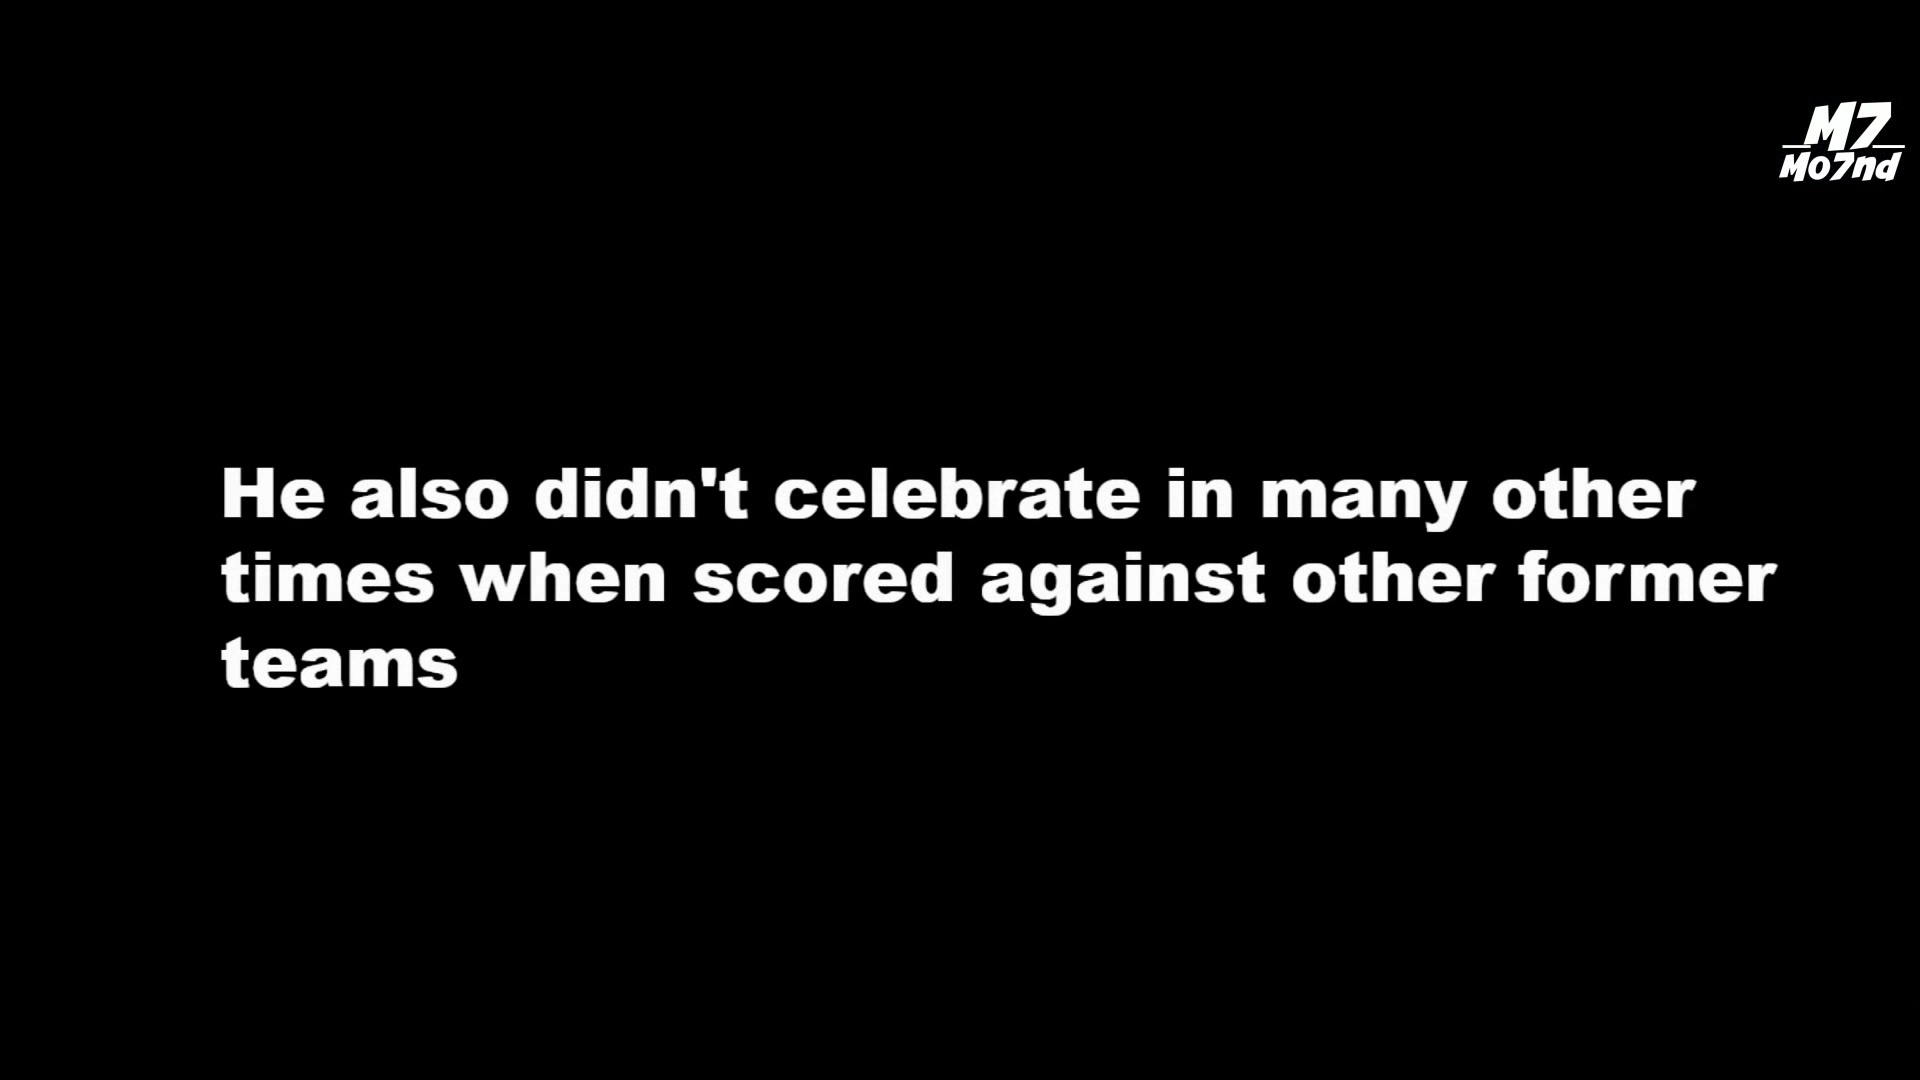 M7
Mo7nd
He also didn't celebrate in many other
times when scored against other former
teams